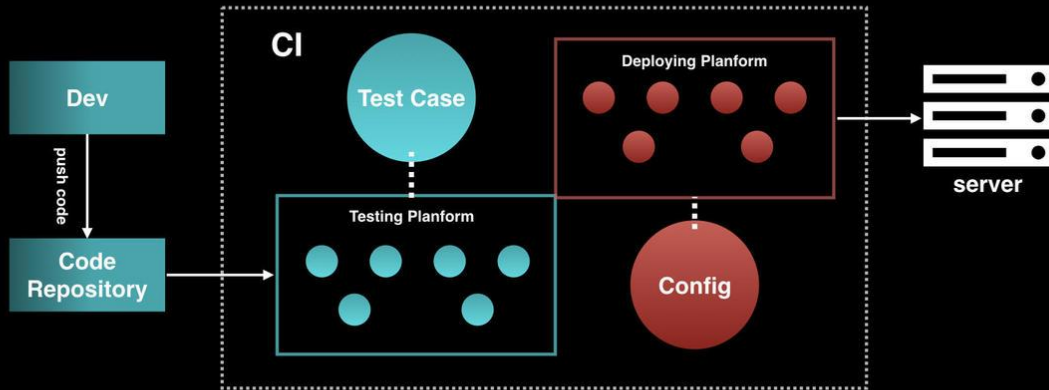 CI
Dev
push code
Code
Repository
Test Case
Testing Planform
Deploying Planform
Config
server